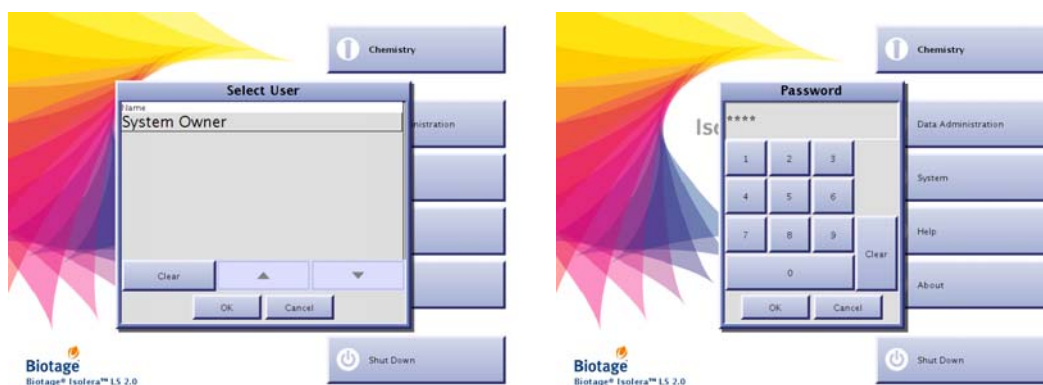 Chemistry
Select User
Name
System Owner
nistration
Clear
OK
Cancel
Shut Down
Biotage
Biotage® Isolera™ LS 2.0
Chemistry
Password
Iso
****
1 2 3
4 5 6
7 8 9
0
Clear
OK
Cancel
Data Administration
System
Help
About
Shut Down
Biotage
Biotage® Isolera™ LS 2.0